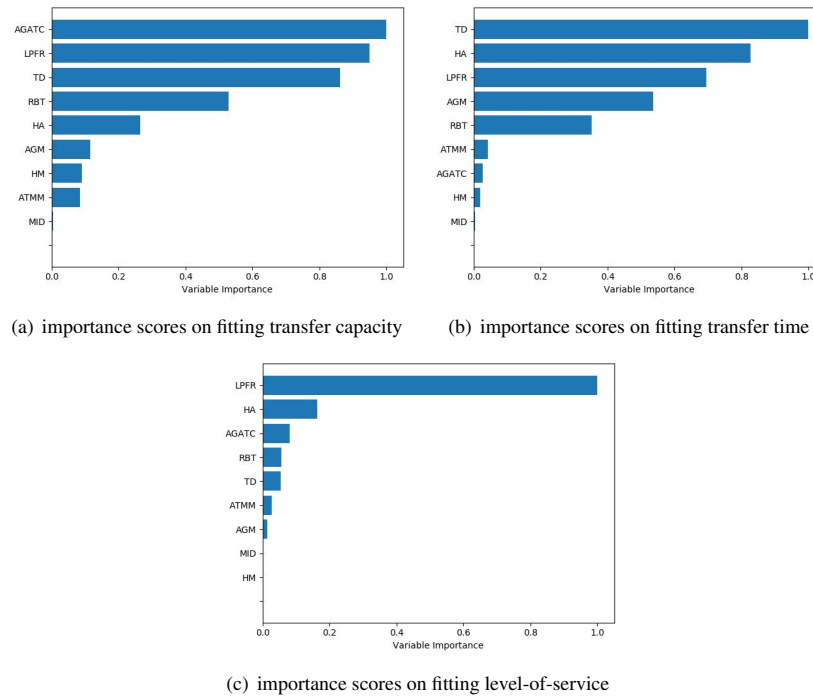 AGATC
LPFR
TD
RBT
HA
AGM
HM
ATMM
MID
0.0 0.2 0.4 0.6 0.8 1.0
Variable Importance
(a) importance scores on fitting transfer capacity
TD
HA
LPFR
AGM
RBT
ATMM
AGATC
HM
MID
0.0 0.2 0.4 0.6 0.8 1.0
Variable Importance
(b) importance scores on fitting transfer time
LPFR
HA
AGATC
RBT
TD
ATMM
AGM
MID
HM
0.0 0.2 0.4 0.6 0.8 1.0
Variable Importance
(c) importance scores on fitting level-of-service